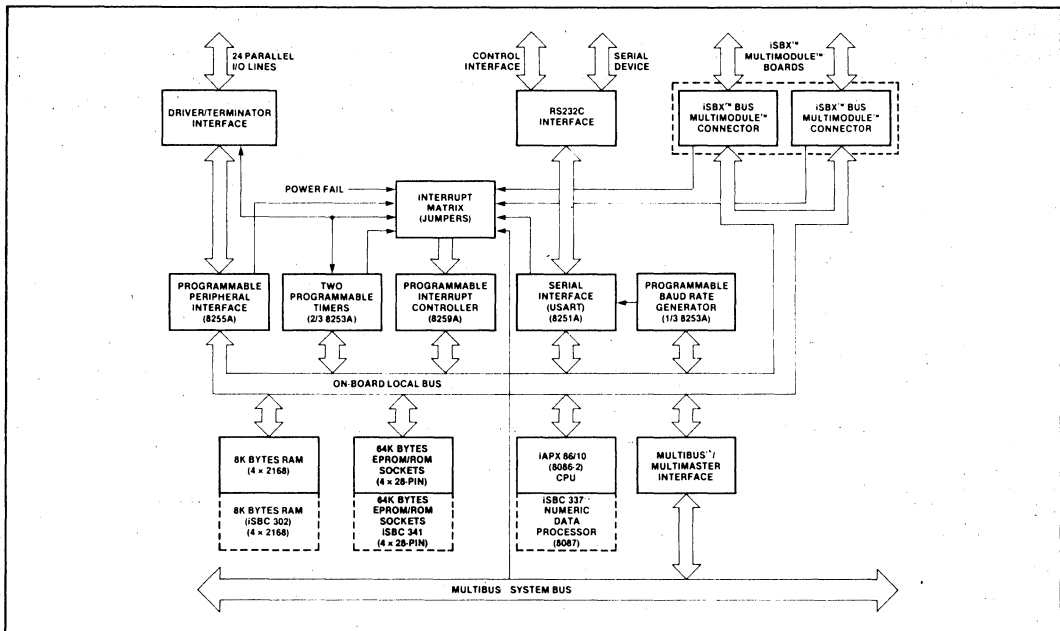 24 PARALLEL
I/O LINES
CONTROL
INTERFACE
SERIAL
DEVICE
iSBX™
MULTIMODULE™
BOARDS
DRIVER/TERMINATOR
INTERFACE
RS232C
INTERFACE
iSBX™ BUS
MULTIMODULE™
CONNECTOR
iSBX™ BUS
MULTIMODULE™
CONNECTOR
POWER FAIL
INTERRUPT
MATRIX
(JUMPERS)
PROGRAMMABLE
PERIPHERAL
INTERFACE
(8255A)
TWO
PROGRAMMABLE
TIMERS
(2/3 8253A)
PROGRAMMABLE
INTERRUPT
CONTROLLER
(8259A)
SERIAL
INTERFACE
(USART)
(8251A)
PROGRAMMABLE
BAUD RATE
GENERATOR
(1/3 8253A)
ON-BOARD LOCAL BUS
8K BYTES RAM
(4 × 2168)
64K BYTES
EPROM/ROM
SOCKETS
(4 × 28-PIN)
iAPX 86/10
(8086-2)
CPU
MULTIBUS™/
MULTIMASTER
INTERFACE
8K BYTES RAM
(iSBC 302)
(4 × 2168)
64K BYTES
EPROM/ROM
SOCKETS
iSBC 341
(4 × 28-PIN)
iSBC 337
NUMERIC
DATA
PROCESSOR
(8087)
MULTIBUS SYSTEM BUS